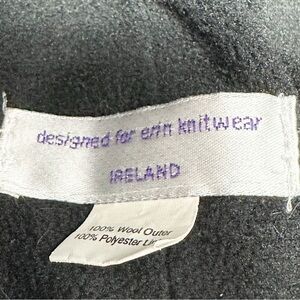 designed for erin knitwear
IRELAND
100% Wool Outer
100% Polyester